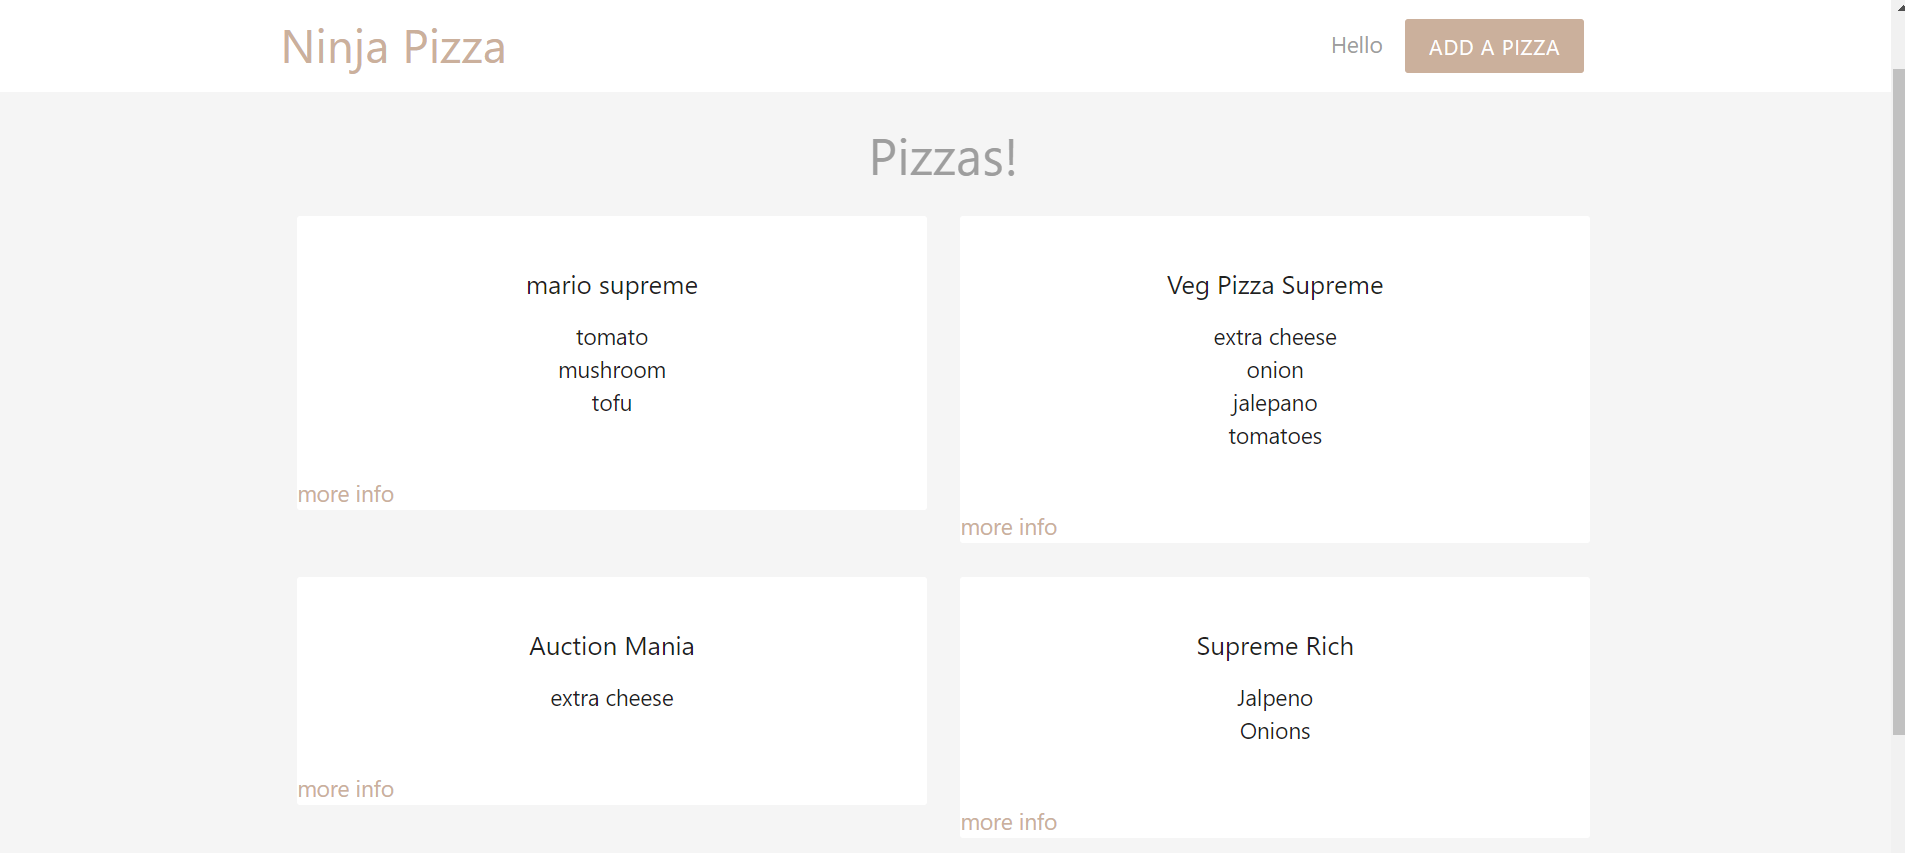 Ninja Pizza
Hello
ADD A PIZZA
Pizzas!
mario supreme
tomato
mushroom
tofu
more info
Veg Pizza Supreme
extra cheese
onion
jalepano
tomatoes
more info
Auction Mania
extra cheese
more info
Supreme Rich
Jalpeno
Onions
more info